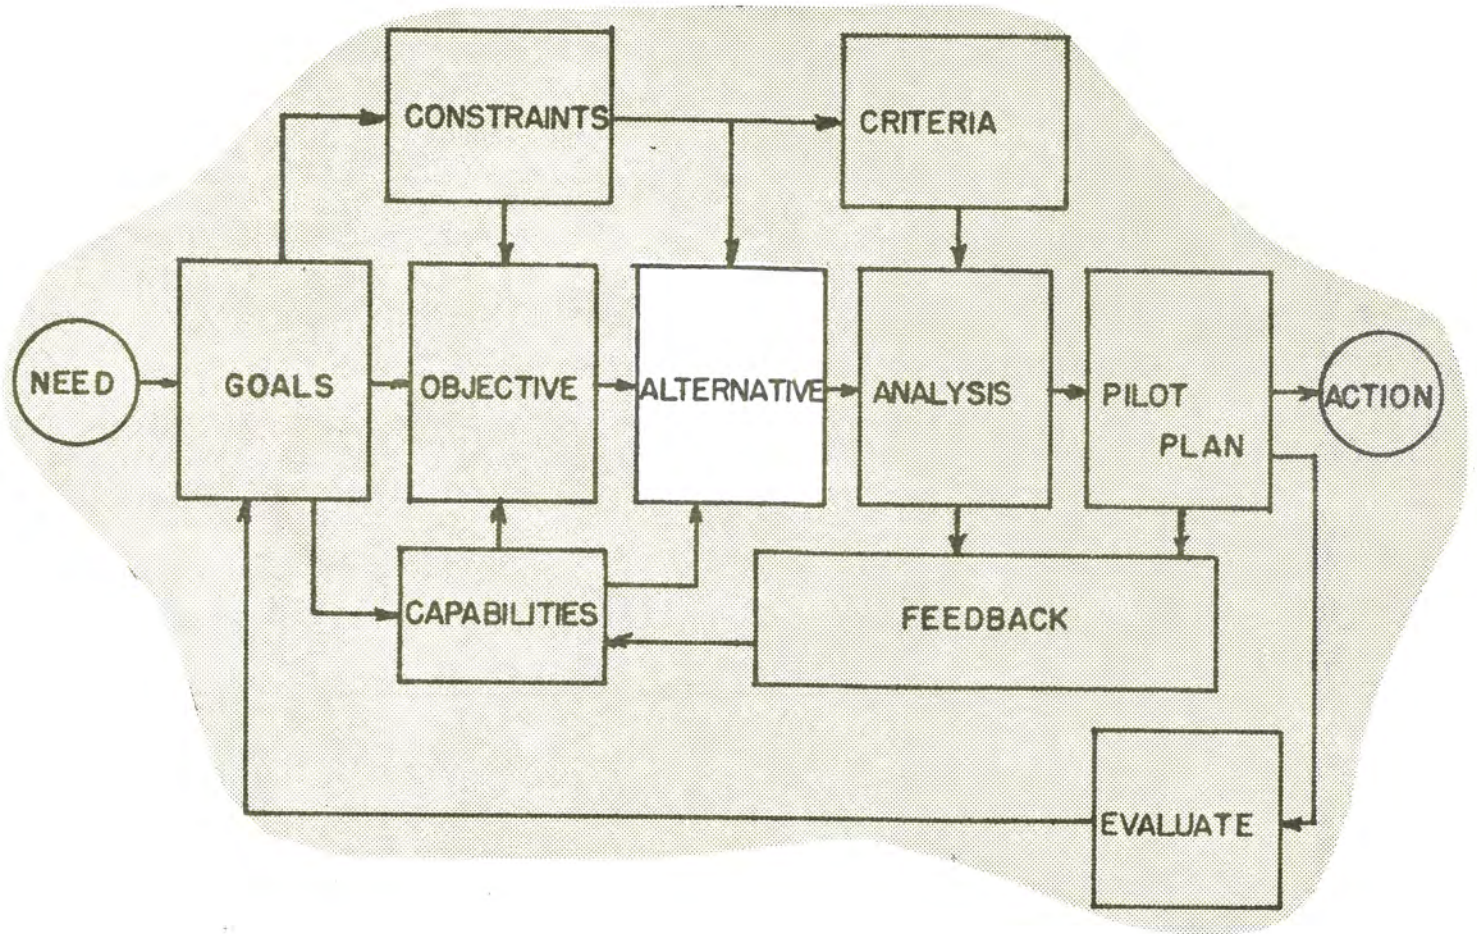 CONSTRAINTS
CRITERIA
NEED
GOALS
OBJECTIVE
ALTERNATIVE
ANALYSIS
PILOT
PLAN
ACTION
CAPABILITIES
FEEDBACK
EVALUATE